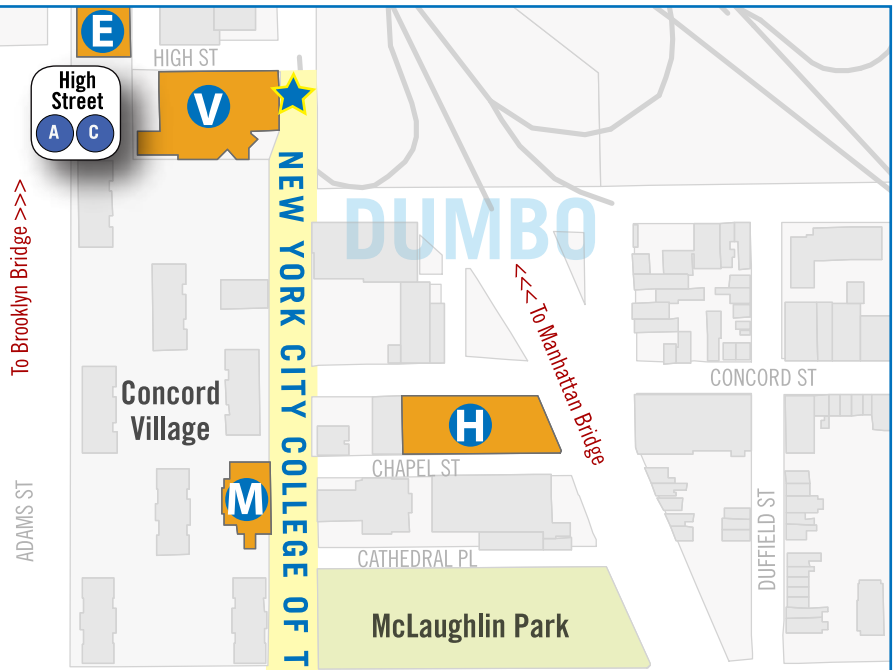 E
HIGH ST
High
Street
A C
V
NEW YORK CITY COLLEGE OF T
DUMBO
To Brooklyn Bridge >>>
<<< To Manhattan Bridge
CONCORD ST
Concord
Village
H
CHAPEL ST
M
ADAMS ST
DUFFIELD ST
CATHEDRAL PL
McLaughlin Park